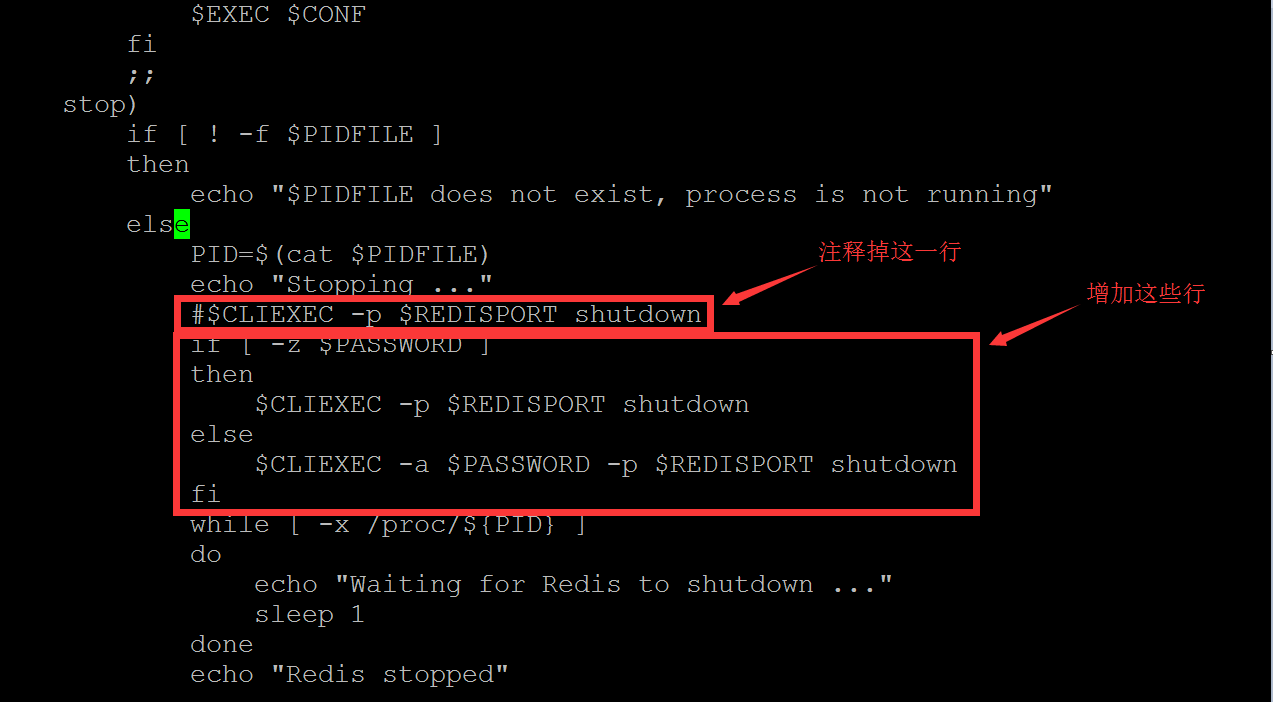 $EXEC $CONF
fi
;;
stop)
if [ ! -f $PIDFILE ]
then
echo "$PIDFILE does not exist, process is not running"
else
PID=$(cat $PIDFILE)
echo "Stopping ..."
注释掉这一行
#$CLIEXEC -p $REDISPORT shutdown
增加这些行
if [ -z $PASSWORD ]
then
$CLIEXEC -p $REDISPORT shutdown
else
$CLIEXEC -a $PASSWORD -p $REDISPORT shutdown
fi
while [ -x /proc/${PID} ]
do
echo "Waiting for Redis to shutdown ..."
sleep 1
done
echo "Redis stopped"